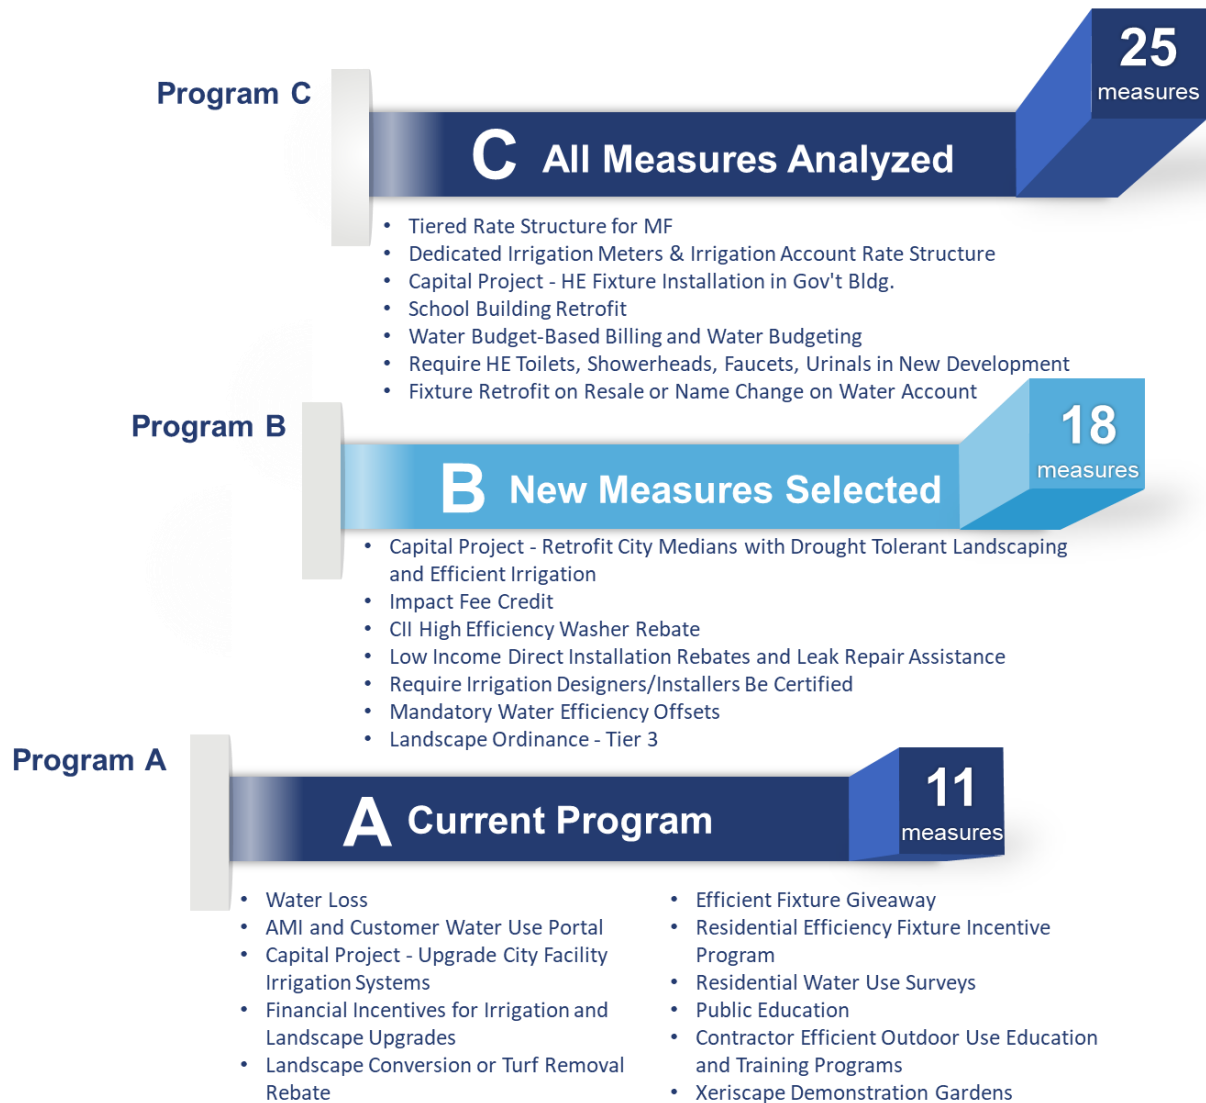 25
measures
Program C
C All Measures Analyzed
• Tiered Rate Structure for MF
• Dedicated Irrigation Meters & Irrigation Account Rate Structure
• Capital Project - HE Fixture Installation in Gov't Bldg.
• School Building Retrofit
• Water Budget-Based Billing and Water Budgeting
• Require HE Toilets, Showerheads, Faucets, Urinals in New Development
• Fixture Retrofit on Resale or Name Change on Water Account
18
measures
Program B
B New Measures Selected
• Capital Project - Retrofit City Medians with Drought Tolerant Landscaping
and Efficient Irrigation
• Impact Fee Credit
• CII High Efficiency Washer Rebate
• Low Income Direct Installation Rebates and Leak Repair Assistance
• Require Irrigation Designers/Installers Be Certified
• Mandatory Water Efficiency Offsets
• Landscape Ordinance - Tier 3
Program A
11
measures
A Current Program
• Water Loss
• AMI and Customer Water Use Portal
• Capital Project - Upgrade City Facility
Irrigation Systems
• Financial Incentives for Irrigation and
Landscape Upgrades
• Landscape Conversion or Turf Removal
Rebate
• Efficient Fixture Giveaway
• Residential Efficiency Fixture Incentive
Program
• Residential Water Use Surveys
• Public Education
• Contractor Efficient Outdoor Use Education
and Training Programs
• Xeriscape Demonstration Gardens